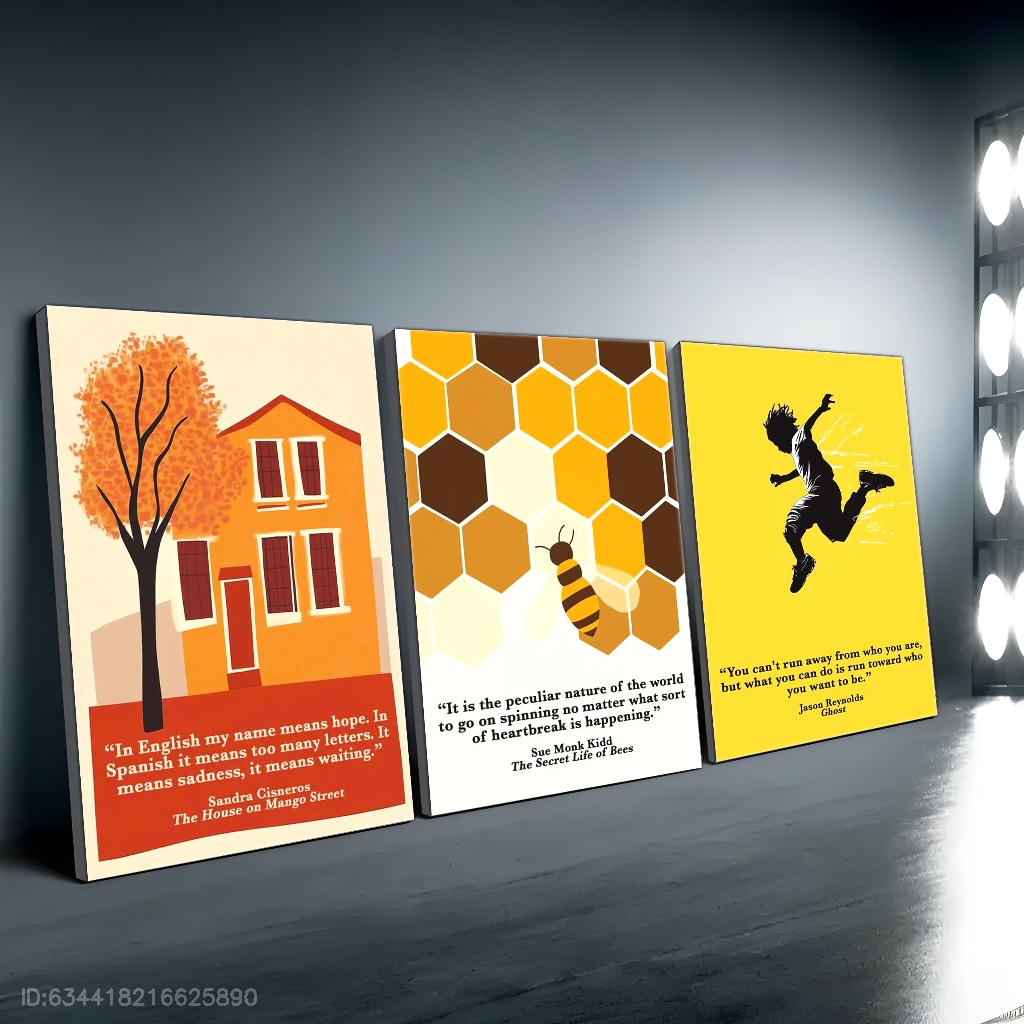 “In English my name means hope. In
Spanish it means too many letters. It
means sadness, it means waiting.”
Sandra Cisneros
The House on Mango Street
“It is the peculiar nature of the world
to go on spinning no matter what sort
of heartbreak is happening.”
Sue Monk Kidd
The Secret Life of Bees
“You can't run away from who you are,
but what you can do is run toward who
you want to be.”
Jason Reynolds
Ghost
ID:634418216625890